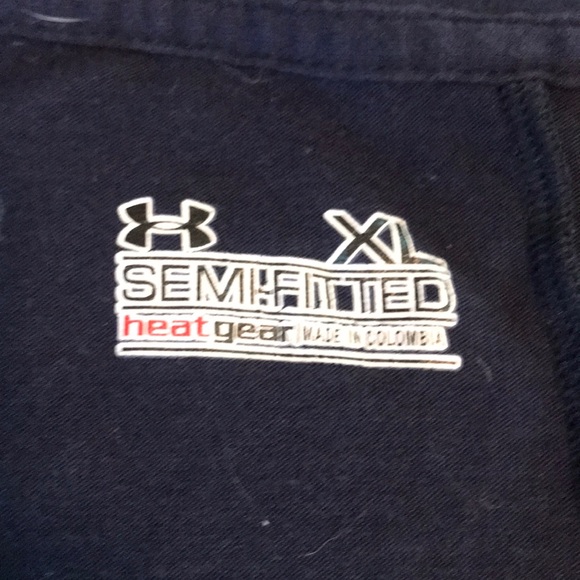 XL
SEMI-FITTED
heatgear | MADE IN COLOMBIA